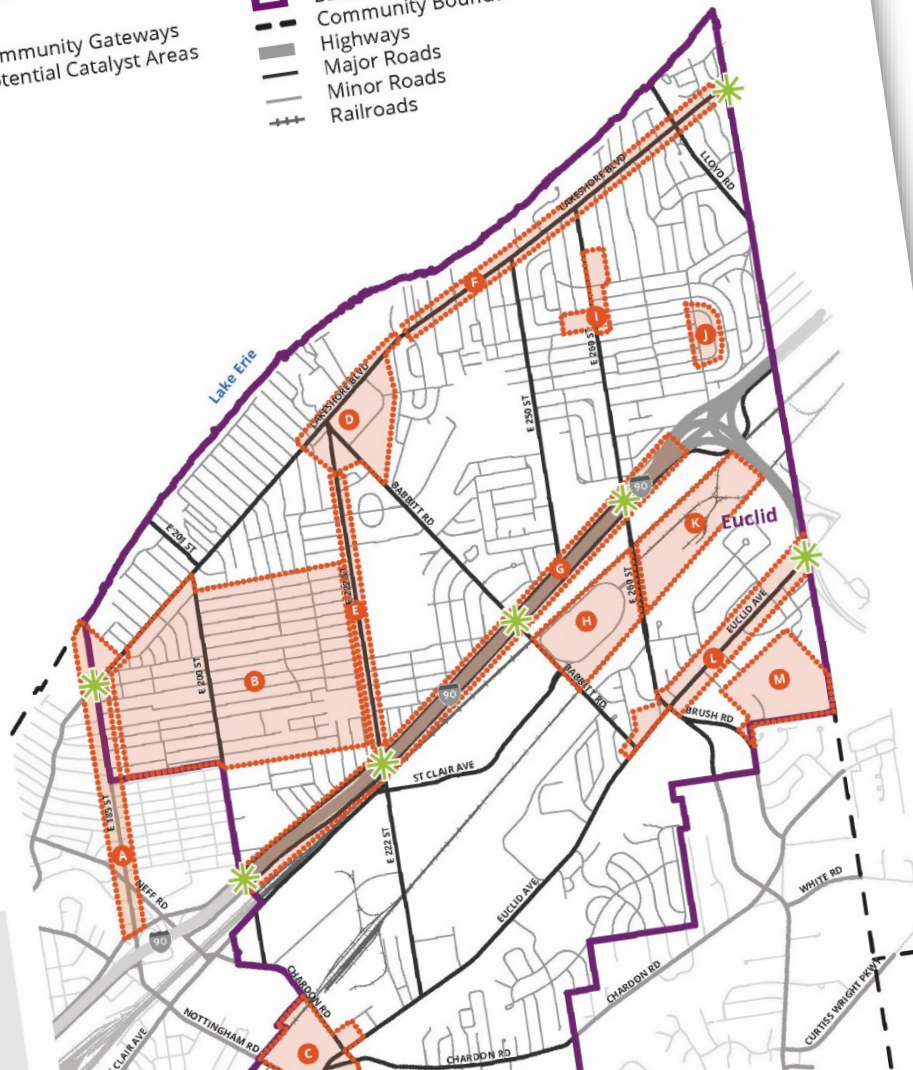 Community Bound
mmunity Gateways
Highways
tential Catalyst Areas
Major Roads
Minor Roads
Railroads
LLOYD RD
LAKESHORE BLVD
F
I
J
E 260 ST
Lake Erie
LAKESHORE BLVD
D
E 250 ST
BABBITT RD
90
K
Euclid
E 201 ST
G
E 260 ST
E 222 ST
E
H
EUCLID AVE
L
M
E 200 ST
B
90
BABBITT RD
BRUSH RD
ST CLAIR AVE
E 185 ST
A
E 222 ST
NEFF RD
EUCLID AVE
WHITE RD
90
CHARDON RD
CHARDON RD
CURTISS WRIGHT PKWY
NOTTINGHAM RD
CLAIR AVE
C
CHARDON RD